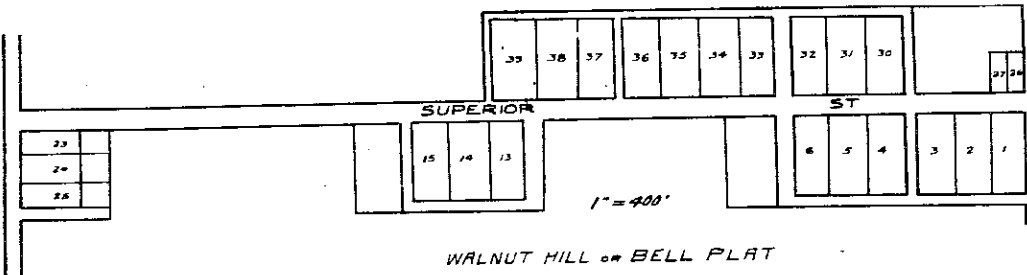 39 38 37 36 35 34 33 32 31 30
27 26
SUPERIOR ST
23
24
25
15 14 13
6 5 4 3 2 1
1" = 400'
WALNUT HILL OR BELL PLAT